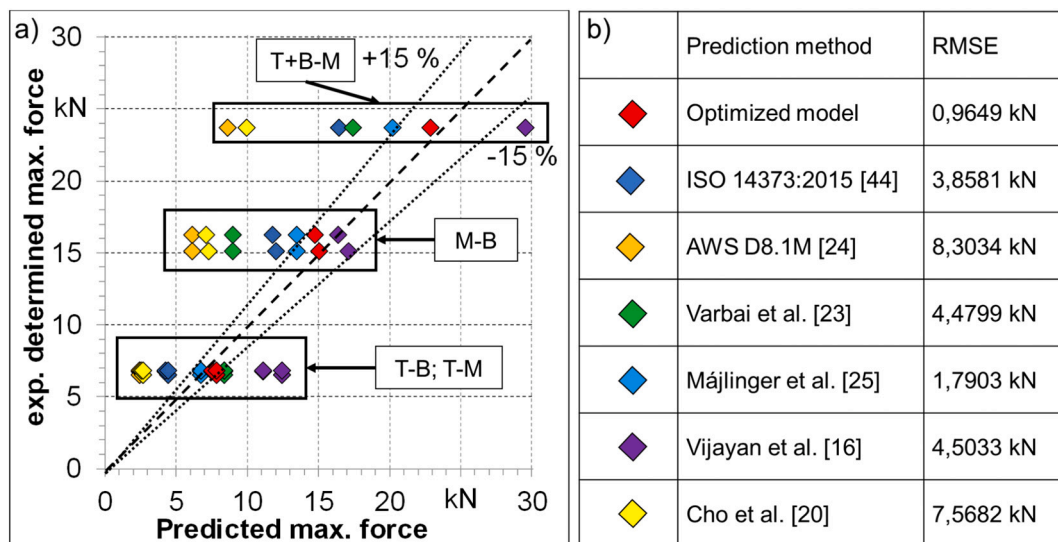 a)
30
kN
20
15
10
5
0
exp. determined max. force
T+B-M
+15 %
-15 %
M-B
T-B; T-M
0
5
10
15
20
kN
30
Predicted max. force
b)
Prediction method RMSE
Optimized model 0,9649 kN
ISO 14373:2015 [44] 3,8581 kN
AWS D8.1M [24] 8,3034 kN
Varbai et al. [23] 4,4799 kN
Májlinger et al. [25] 1,7903 kN
Vijayan et al. [16] 4,5033 kN
Cho et al. [20] 7,5682 kN